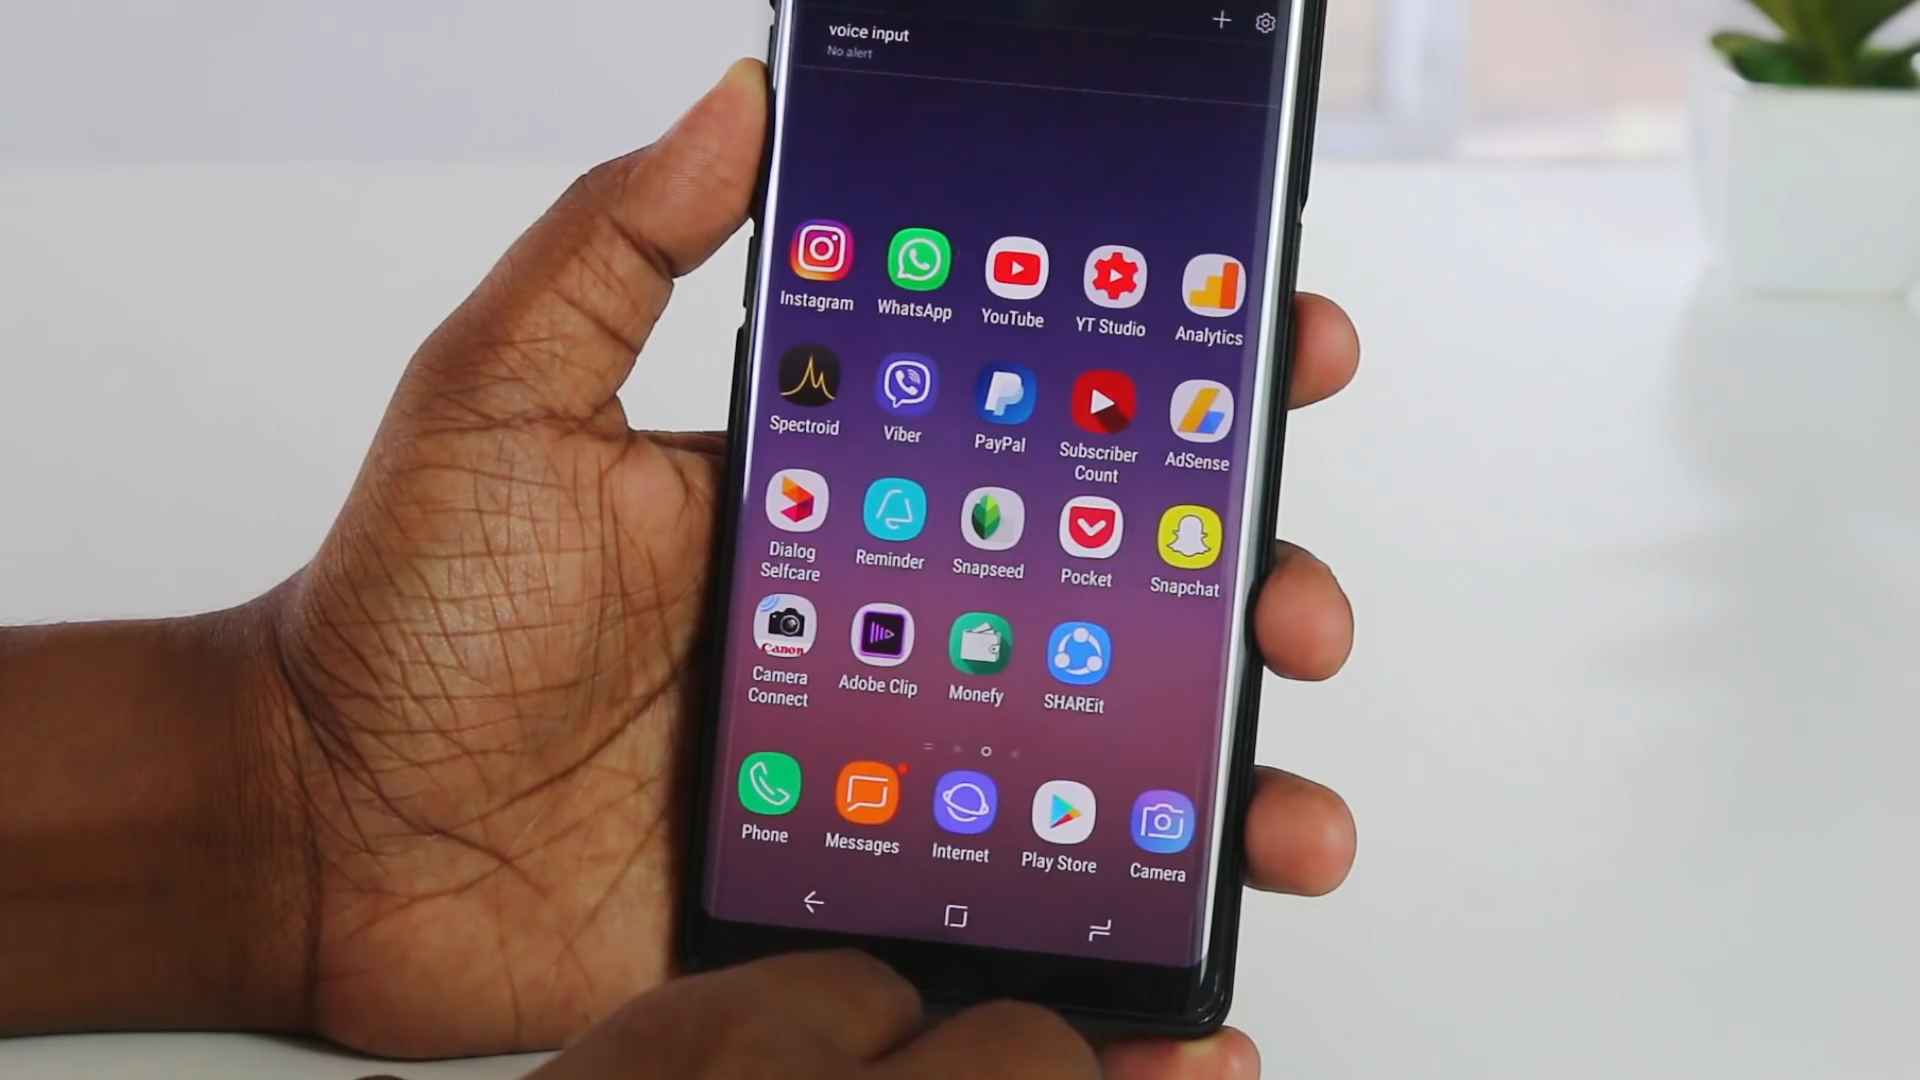 voice input
No alert
Instagram
WhatsApp
YouTube
YT Studio
Analytics
Spectroid
Viber
PayPal
Subscriber
Count
AdSense
Dialog
Selfcare
Reminder
Snapseed
Pocket
Snapchat
Canon
Camera
Connect
Adobe Clip
Monefy
SHAREit
Phone
Messages
Internet
Play Store
Camera